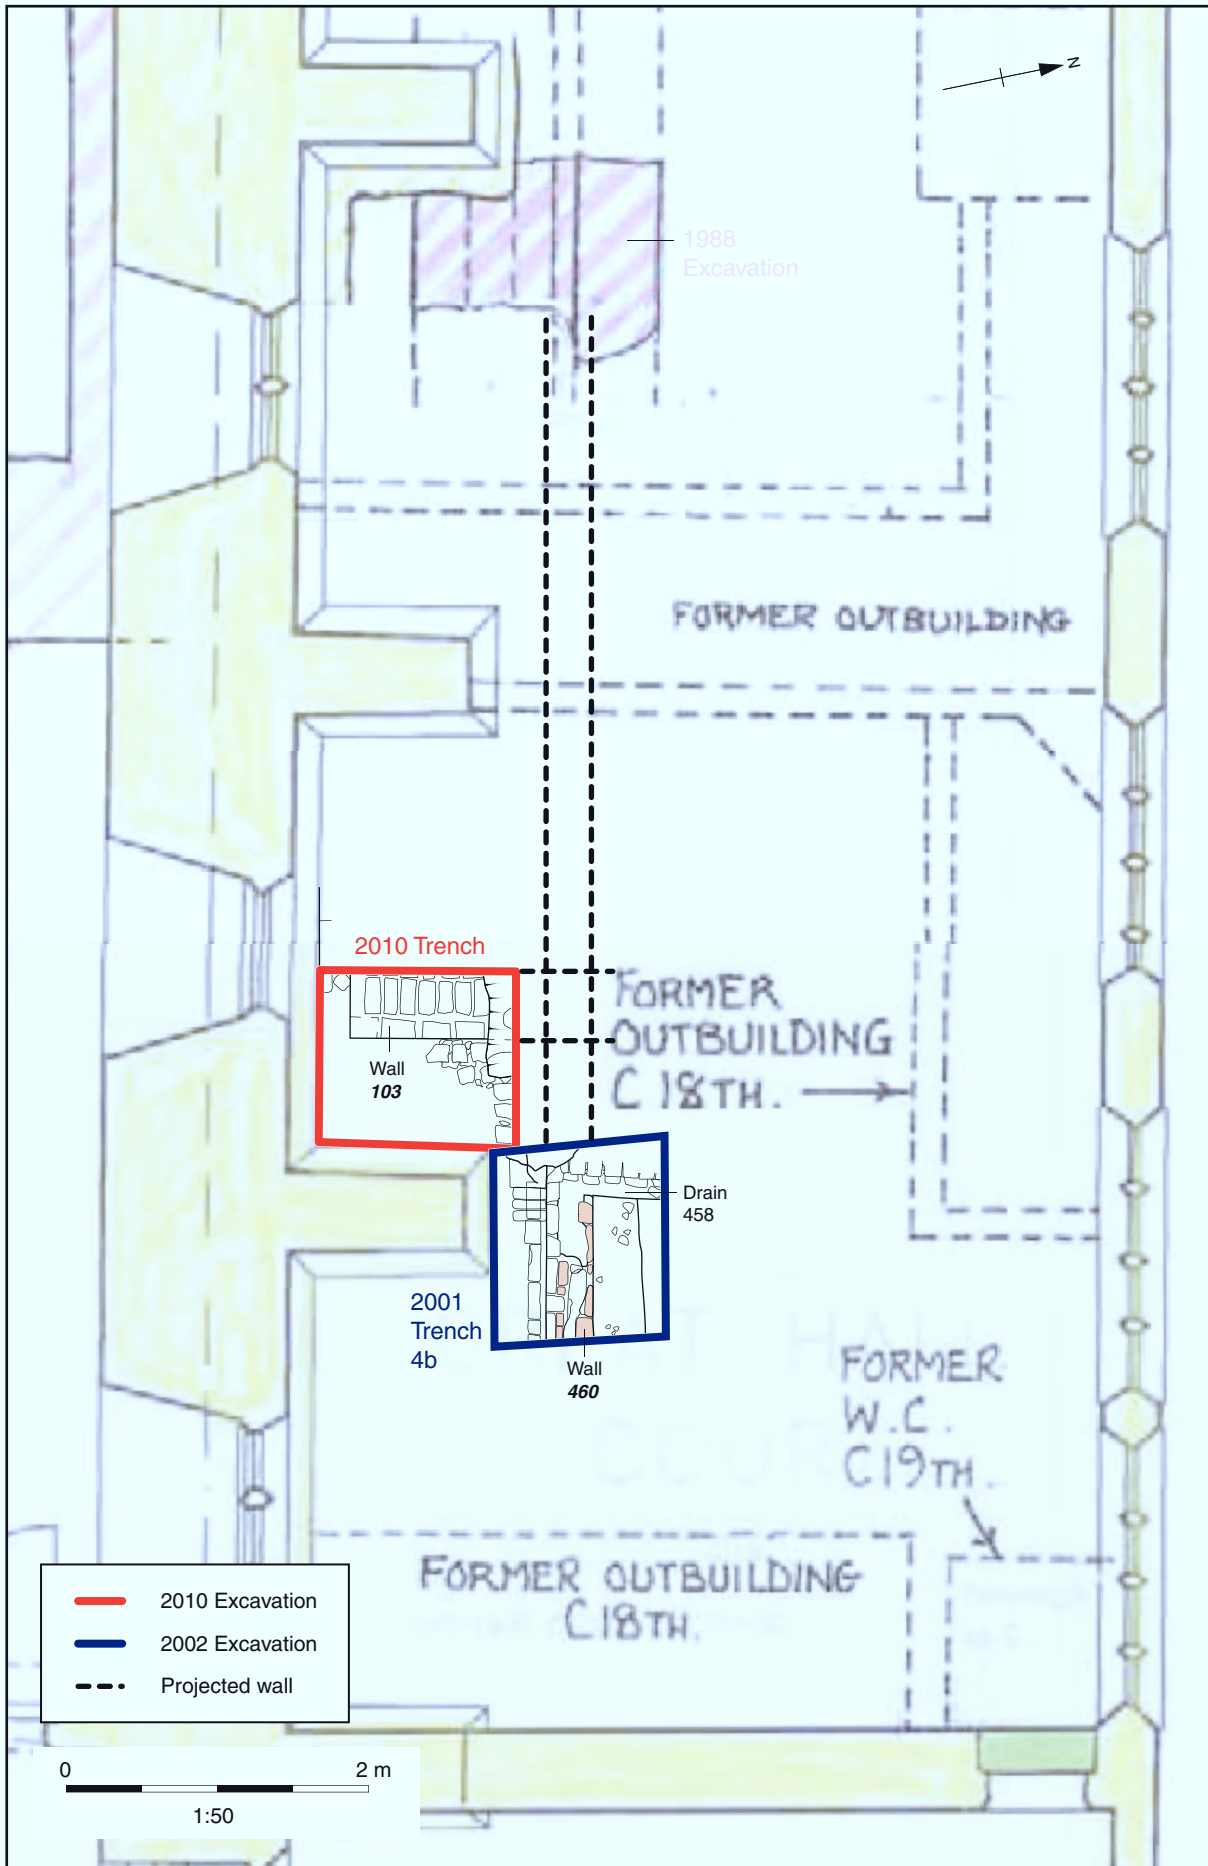 N
1988
Excavation
FORMER OUTBUILDING
2010 Trench
Wall
103
FORMER
OUTBUILDING
C 18TH.
Drain
458
2001
Trench
4b
Wall
460
FORMER
W.C.
C19TH.
FORMER OUTBUILDING
C18TH.
2010 Excavation
2002 Excavation
Projected wall
0 2 m
1:50